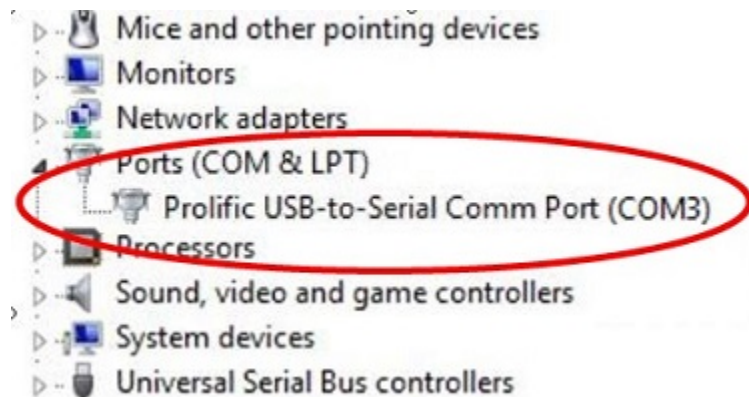 Mice and other pointing devices
Monitors
Network adapters
Ports (COM & LPT)
Prolific USB-to-Serial Comm Port (COM3)
Processors
Sound, video and game controllers
System devices
Universal Serial Bus controllers